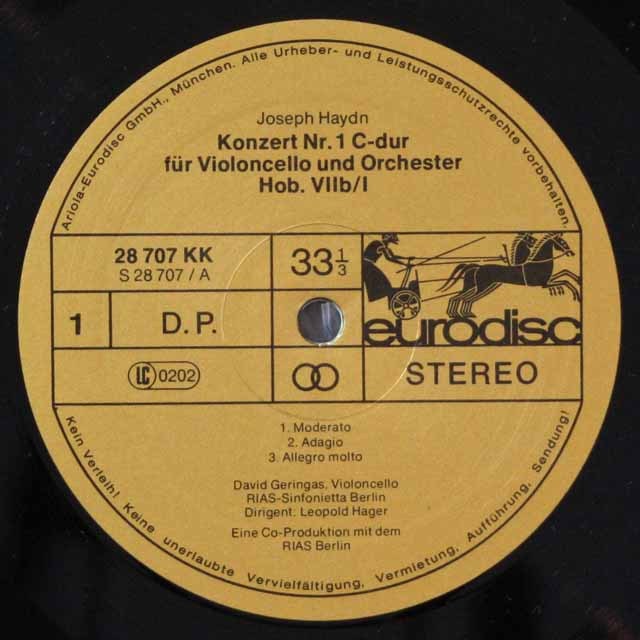 Ariola-Eurodisc GmbH., München. Alle Urheber- und Leistungsschutzrechte vorbehalten.
Joseph Haydn
Konzert Nr. 1 C-dur
für Violoncello und Orchester
Hob. VIIb/I
28 707 KK
S 28 707 / A
33 1/3
1
D.P.
eurodisc
LC 0202
STEREO
1. Moderato
2. Adagio
3. Allegro molto
David Geringas, Violoncello
RIAS-Sinfonietta Berlin
Dirigent: Leopold Hager
Eine Co-Produktion mit dem
RIAS Berlin
Kein Verleih! Keine unerlaubte Vervielfältigung, Vermietung, Aufführung, Sendung!